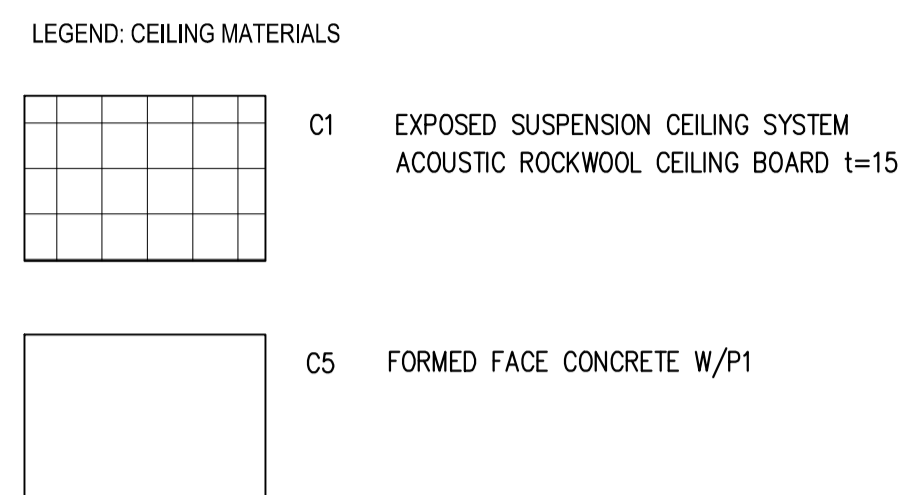 LEGEND: CEILING MATERIALS
C1 EXPOSED SUSPENSION CEILING SYSTEM
ACOUSTIC ROCKWOOL CEILING BOARD t=15
C5 FORMED FACE CONCRETE W/P1